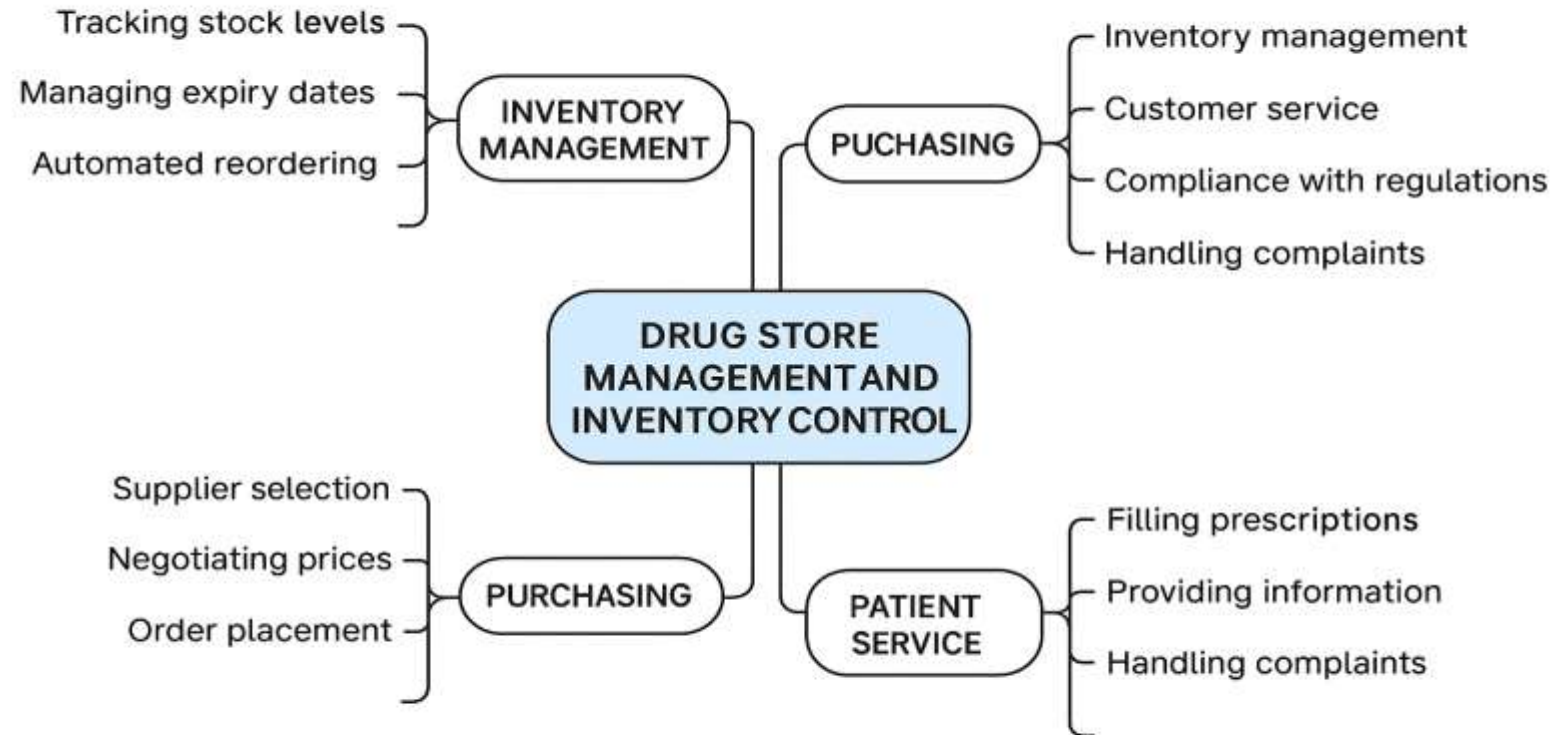 Tracking stock levels
Managing expiry dates
Automated reordering
INVENTORY
MANAGEMENT
PUCHASING
Inventory management
Customer service
Compliance with regulations
Handling complaints
DRUG STORE
MANAGEMENT AND
INVENTORY CONTROL
Supplier selection
Negotiating prices
Order placement
PURCHASING
PATIENT
SERVICE
Filling prescriptions
Providing information
Handling complaints